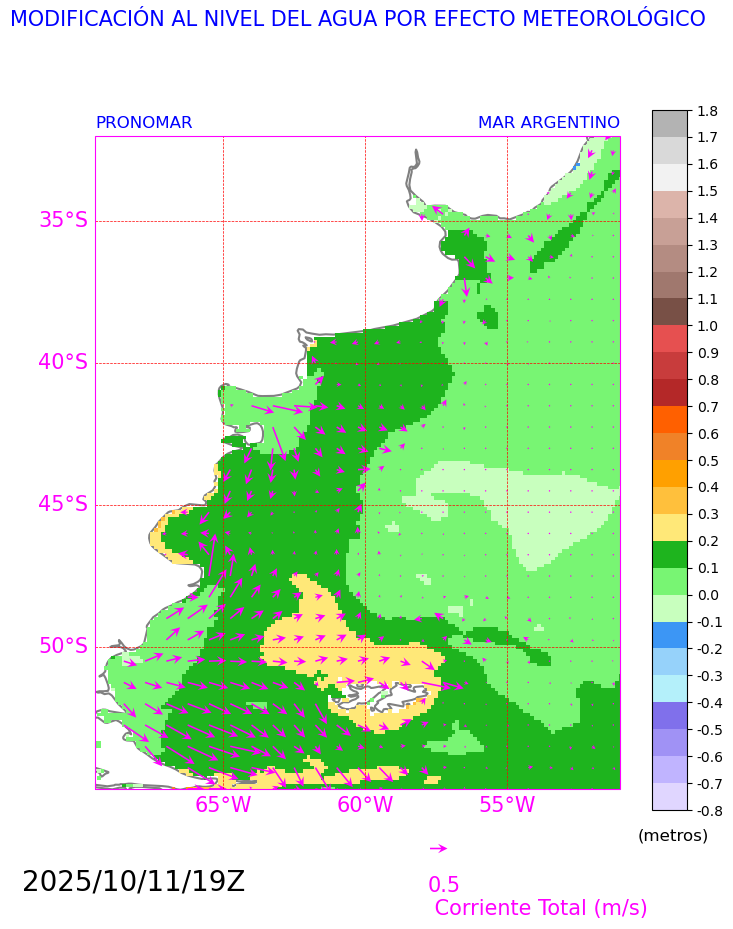 MODIFICACIÓN AL NIVEL DEL AGUA POR EFECTO METEOROLÓGICO
PRONOMAR MAR ARGENTINO
35°S
40°S
45°S
50°S
65°W 60°W 55°W
1.8
1.7
1.6
1.5
1.4
1.3
1.2
1.1
1.0
0.9
0.8
0.7
0.6
0.5
0.4
0.3
0.2
0.1
0.0
-0.1
-0.2
-0.3
-0.4
-0.5
-0.6
-0.7
-0.8
(metros)
2025/10/11/19Z
0.5
Corriente Total (m/s)